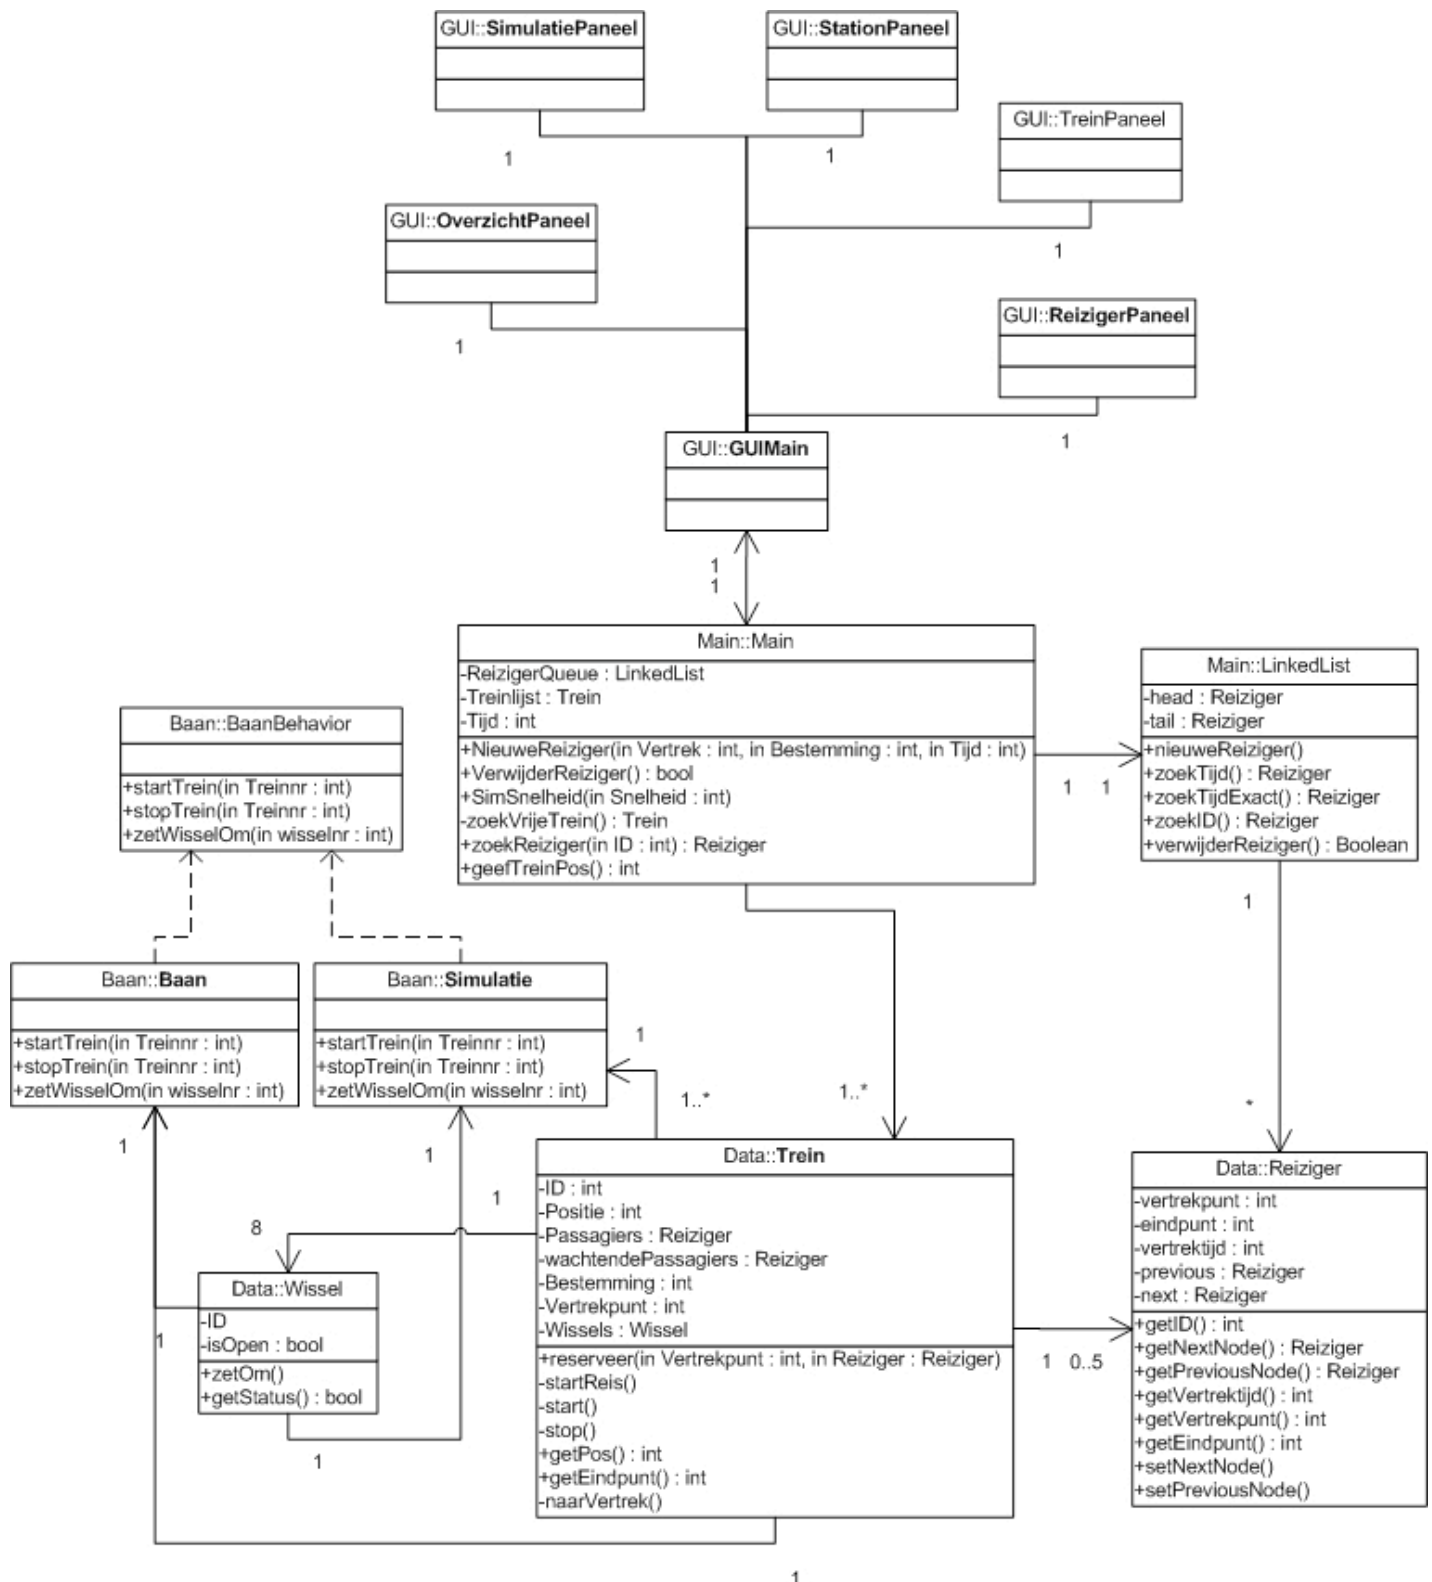 GUI::SimulatiePaneel
GUI::StationPaneel
1
1
GUI::TreinPaneel
1
GUI::OverzichtPaneel
1
GUI::ReizigerPaneel
1
GUI::GUIMain
1
1
Main::Main
-ReizigerQueue : LinkedList
-Treinlijst : Trein
-Tijd : int
+NieuweReiziger(in Vertrek : int, in Bestemming : int, in Tijd : int)
+VerwijderReiziger() : bool
+SimSnelheid(in Snelheid : int)
-zoekVrijeTrein() : Trein
+zoekReiziger(in ID : int) : Reiziger
+geefTreinPos() : int
1
1
Main::LinkedList
-head : Reiziger
-tail : Reiziger
+nieuweReiziger()
+zoekTijd() : Reiziger
+zoekTijdExact() : Reiziger
+zoekID() : Reiziger
+verwijderReiziger() : Boolean
1
*
Baan::BaanBehavior
+startTrein(in Treinnr : int)
+stopTrein(in Treinnr : int)
+zetWisselOm(in wisselnr : int)
Baan::Baan
+startTrein(in Treinnr : int)
+stopTrein(in Treinnr : int)
+zetWisselOm(in wisselnr : int)
1
Baan::Simulatie
+startTrein(in Treinnr : int)
+stopTrein(in Treinnr : int)
+zetWisselOm(in wisselnr : int)
1
1
1..*
1..*
1
8
Data::Wissel
-ID
-isOpen : bool
+zetOm()
+getStatus() : bool
1
1
Data::Trein
-ID : int
-Positie : int
-Passagiers : Reiziger
-wachtendePassagiers : Reiziger
-Bestemming : int
-Vertrekpunt : int
-Wissels : Wissel
+reserveer(in Vertrekpunt : int, in Reiziger : Reiziger)
-startReis()
-start()
-stop()
+getPos() : int
+getEindpunt() : int
-naarVertrek()
1
1
0..5
Data::Reiziger
-vertrekpunt : int
-eindpunt : int
-vertrektijd : int
-previous : Reiziger
-next : Reiziger
+getID() : int
+getNextNode() : Reiziger
+getPreviousNode() : Reiziger
+getVertrektijd() : int
+getVertrekpunt() : int
+getEindpunt() : int
+setNextNode()
+setPreviousNode()